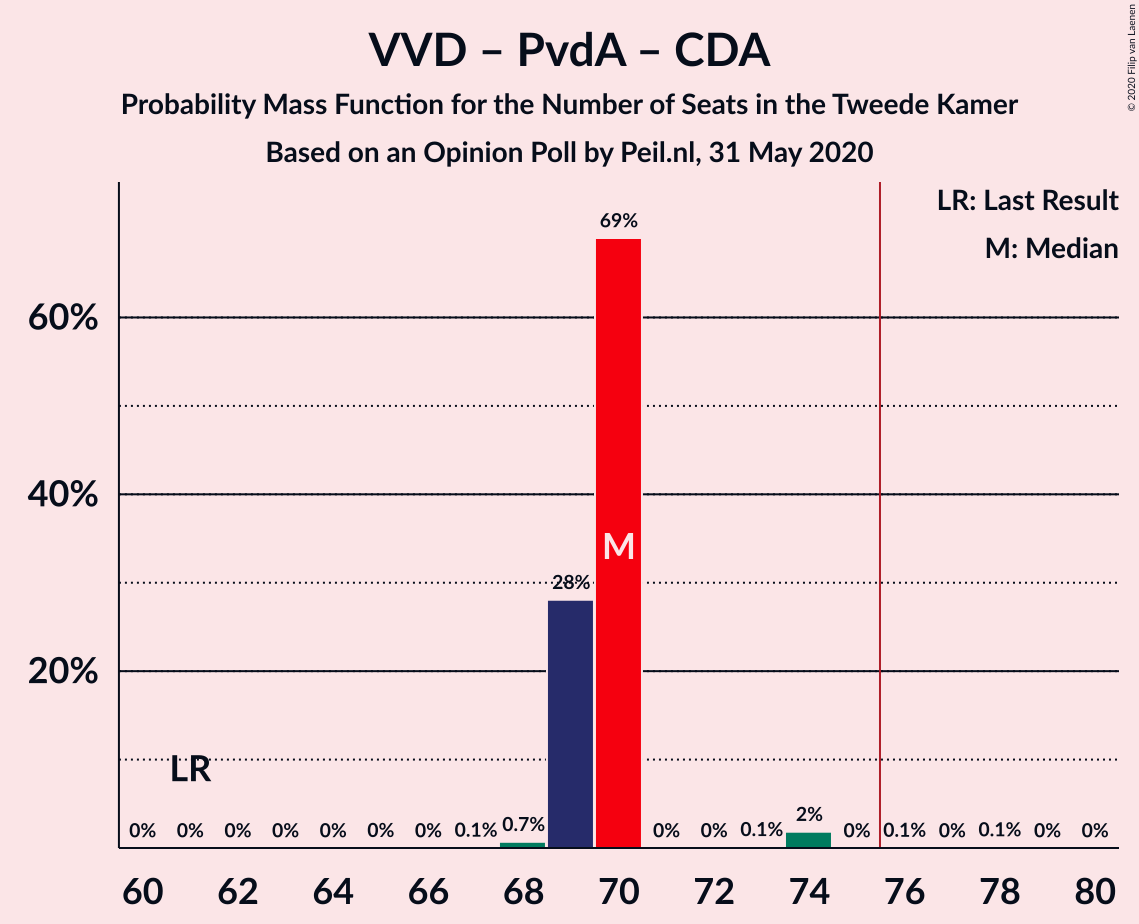 VVD – PvdA – CDA
Probability Mass Function for the Number of Seats in the Tweede Kamer
Based on an Opinion Poll by Peil.nl, 31 May 2020
© 2020 Filip van Laenen
LR: Last Result
M: Median
69%
60%
40%
M
28%
20%
LR
0% 0% 0% 0% 0% 0% 0% 0.1% 0.7% 0% 0% 0.1% 2% 0% 0.1% 0% 0.1% 0% 0%
60 62 64 66 68 70 72 74 76 78 80